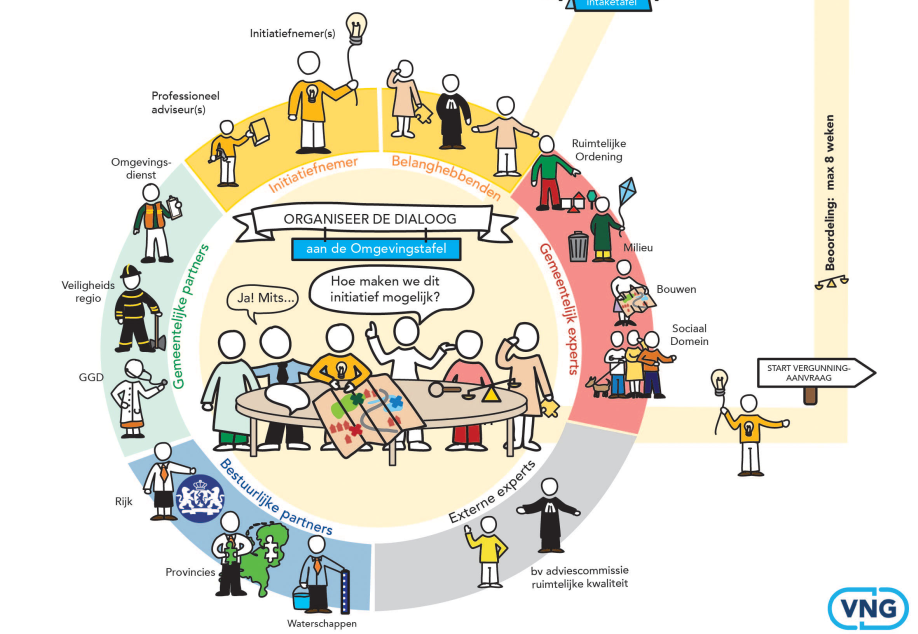 Intaketafel
Initiatiefnemer(s)
Professioneel
adviseur(s)
Omgevings-
dienst
Veiligheids
regio
GGD
Rijk
Provincies
Waterschappen
bv adviescommissie
ruimtelijke kwaliteit
Ruimtelijke
Ordening
Milieu
Bouwen
Sociaal
Domein
Initiatiefnemer
Belanghebbenden
Gemeentelijk experts
Externe experts
Bestuurlijke partners
Gemeentelijke partners
ORGANISEER DE DIALOOG
aan de Omgevingstafel
Ja! Mits...
Hoe maken we dit
initiatief mogelijk?
Beoordeling: max 8 weken
START VERGUNNING-
AANVRAAG
VNG